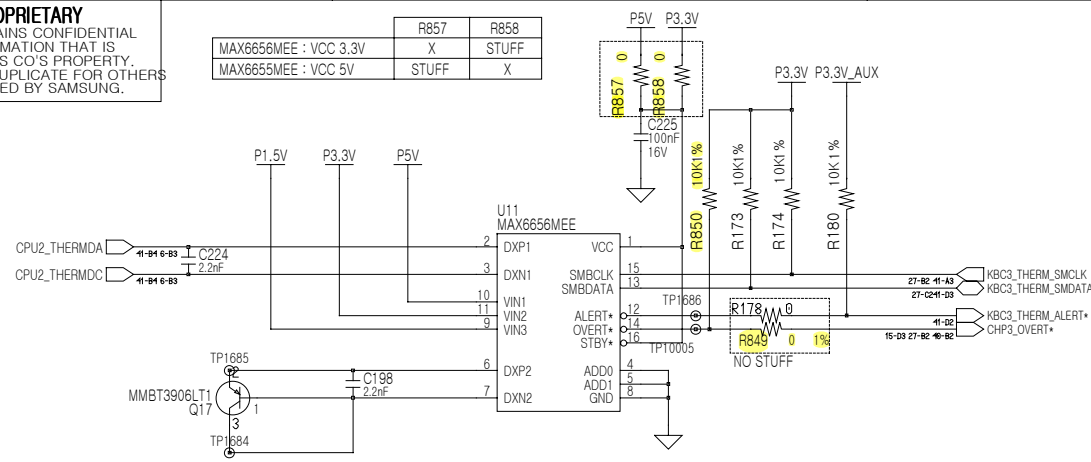 OPRIETARY
AINS CONFIDENTIAL
MATION THAT IS
S CO'S PROPERTY.
UPLICATE FOR OTHERS
ED BY SAMSUNG.
R857 R858
MAX6656MEE : VCC 3.3V X STUFF
MAX6655MEE : VCC 5V STUFF X
P5V P3.3V
R857 0
R858 0
C225
100nF
16V
P3.3V P3.3V_AUX
R850 10K1%
R173 10K1%
R174 10K1%
R180 10K1%
P1.5V P3.3V P5V
U11
MAX6656MEE
CPU2_THERMDA
41-B4 6-B3
C224
2.2nF
CPU2_THERMDC
41-B4 6-B3
2 DXP1
3 DXN1
10 VIN1
11 VIN2
9 VIN3
6 DXP2
7 DXN2
VCC 1
SMBCLK 15
SMBDATA 13
ALERT* 12
OVERT* 14
STBY* 16
ADD0 4
ADD1 5
GND 8
27-B2 41-A3
KBC3_THERM_SMCLK
27-C241-D3
KBC3_THERM_SMDATA
TP1686
R178 0
41-D2
KBC3_THERM_ALERT*
15-D3 27-B2 46-B2
CHP3_OVERT*
TP10005
R849 0 1%
NO STUFF
TP1685
2
MMBT3906LT1
Q17
1
3
TP1684
C198
2.2nF